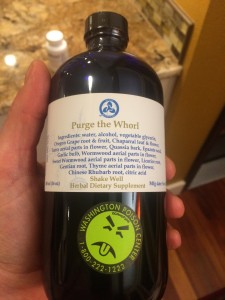 Purge the Whorl
Ingredients: water, alcohol, vegetable glycerin,
Oregon Grape root & fruit, Chaparral leaf & flower,
aerial parts in flower, Quassia bark,
Garlic bulb, Wormwood aerial parts in flower,
Sweet Wormwood aerial parts in flower,
Gentian root, Thyme aerial parts in flower,
Chinese Rhubarb root, citric acid
Shake Well
Herbal Dietary Supplement
WASHINGTON POISON CENTER
1-800-222-1222